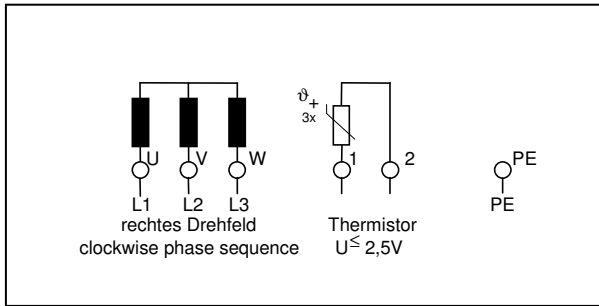 U V W
L1 L2 L3
rechtes Drehfeld
clockwise phase sequence
ϑ+
3x
1 2
Thermistor
U≤ 2,5V
PE
PE